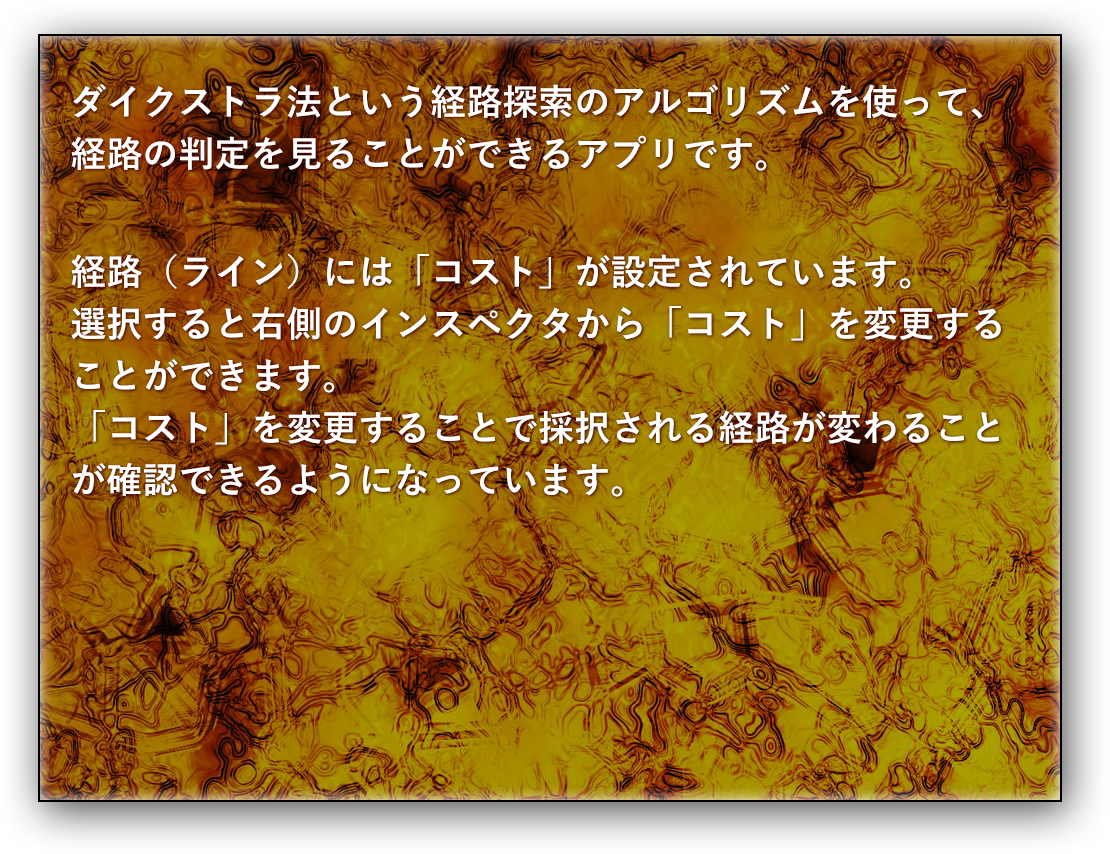 ダイクストラ法という経路探索のアルゴリズムを使って、
経路の判定を見ることができるアプリです。
経路（ライン）には「コスト」が設定されています。
選択すると右側のインスペクタから「コスト」を変更する
ことができます。
「コスト」を変更することで採択される経路が変わること
が確認できるようになっています。